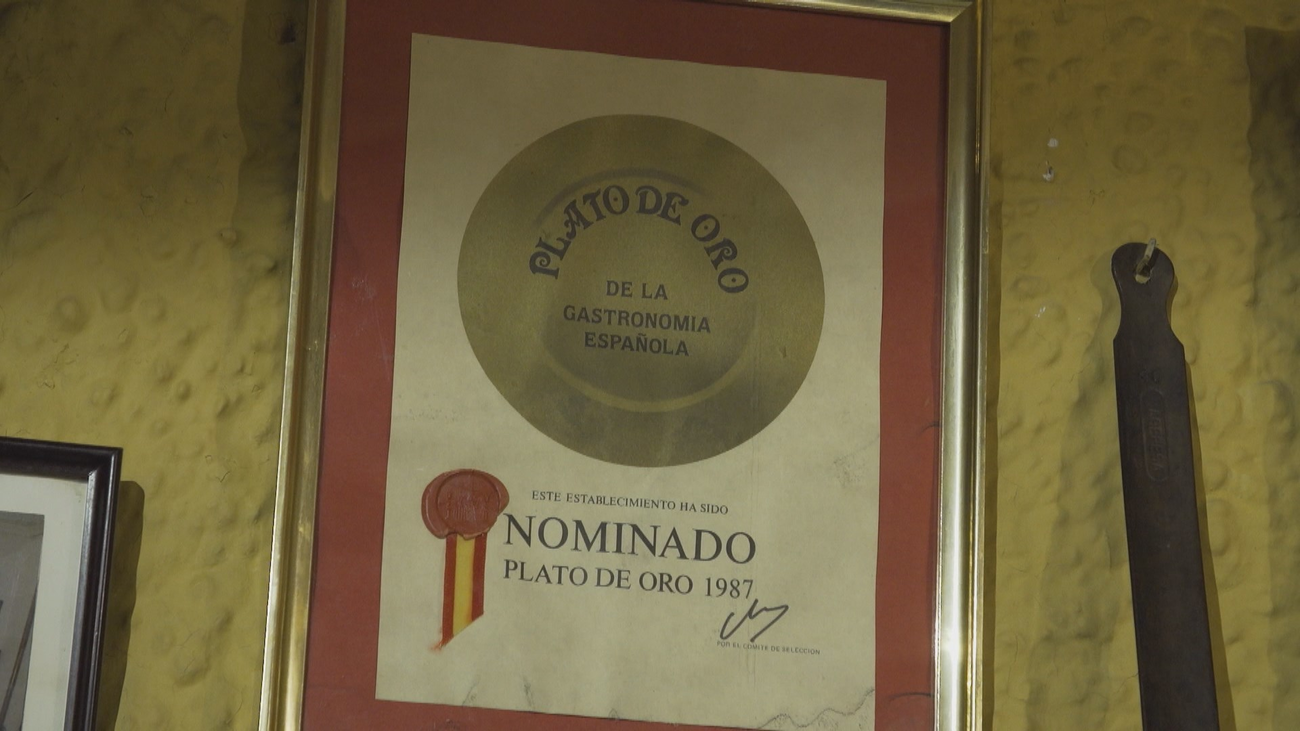 PLATO DE ORO
DE LA
GASTRONOMIA
ESPAÑOLA
ESTE ESTABLECIMIENTO HA SIDO
NOMINADO
PLATO DE ORO 1987
POR EL COMITE DE SELECCION